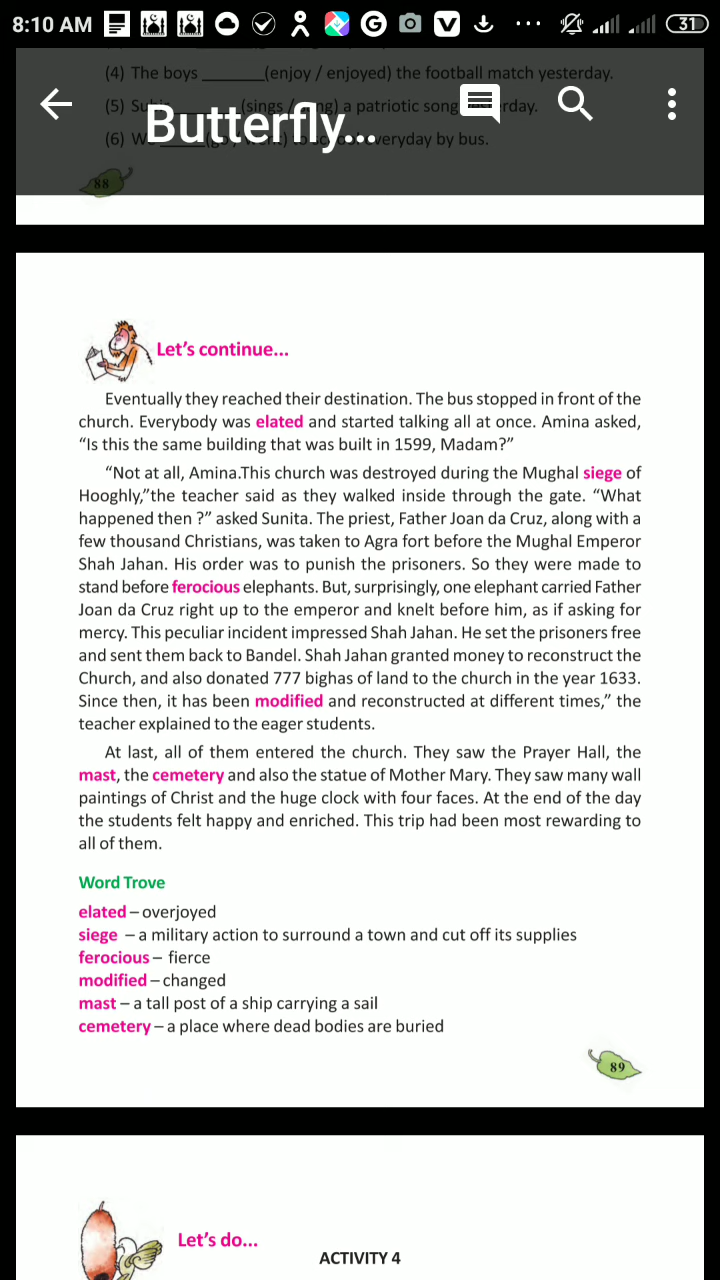 8:10 AM
31
(4) The boys _______(enjoy / enjoyed) the football match yesterday.
(5) (sings / a patriotic song
Butterfly...
(6) everyday by bus.
88
Let's continue...
Eventually they reached their destination. The bus stopped in front of the
church. Everybody was elated and started talking all at once. Amina asked,
“Is this the same building that was built in 1599, Madam?”
“Not at all, Amina.This church was destroyed during the Mughal siege of
Hooghly,”the teacher said as they walked inside through the gate. “What
happened then ?” asked Sunita. The priest, Father Joan da Cruz, along with a
few thousand Christians, was taken to Agra fort before the Mughal Emperor
Shah Jahan. His order was to punish the prisoners. So they were made to
stand before ferocious elephants. But, surprisingly, one elephant carried Father
Joan da Cruz right up to the emperor and knelt before him, as if asking for
mercy. This peculiar incident impressed Shah Jahan. He set the prisoners free
and sent them back to Bandel. Shah Jahan granted money to reconstruct the
Church, and also donated 777 bighas of land to the church in the year 1633.
Since then, it has been modified and reconstructed at different times,” the
teacher explained to the eager students.
At last, all of them entered the church. They saw the Prayer Hall, the
mast, the cemetery and also the statue of Mother Mary. They saw many wall
paintings of Christ and the huge clock with four faces. At the end of the day
the students felt happy and enriched. This trip had been most rewarding to
all of them.
Word Trove
elated – overjoyed
siege – a military action to surround a town and cut off its supplies
ferocious – fierce
modified – changed
mast – a tall post of a ship carrying a sail
cemetery – a place where dead bodies are buried
89
Let's do...
ACTIVITY 4